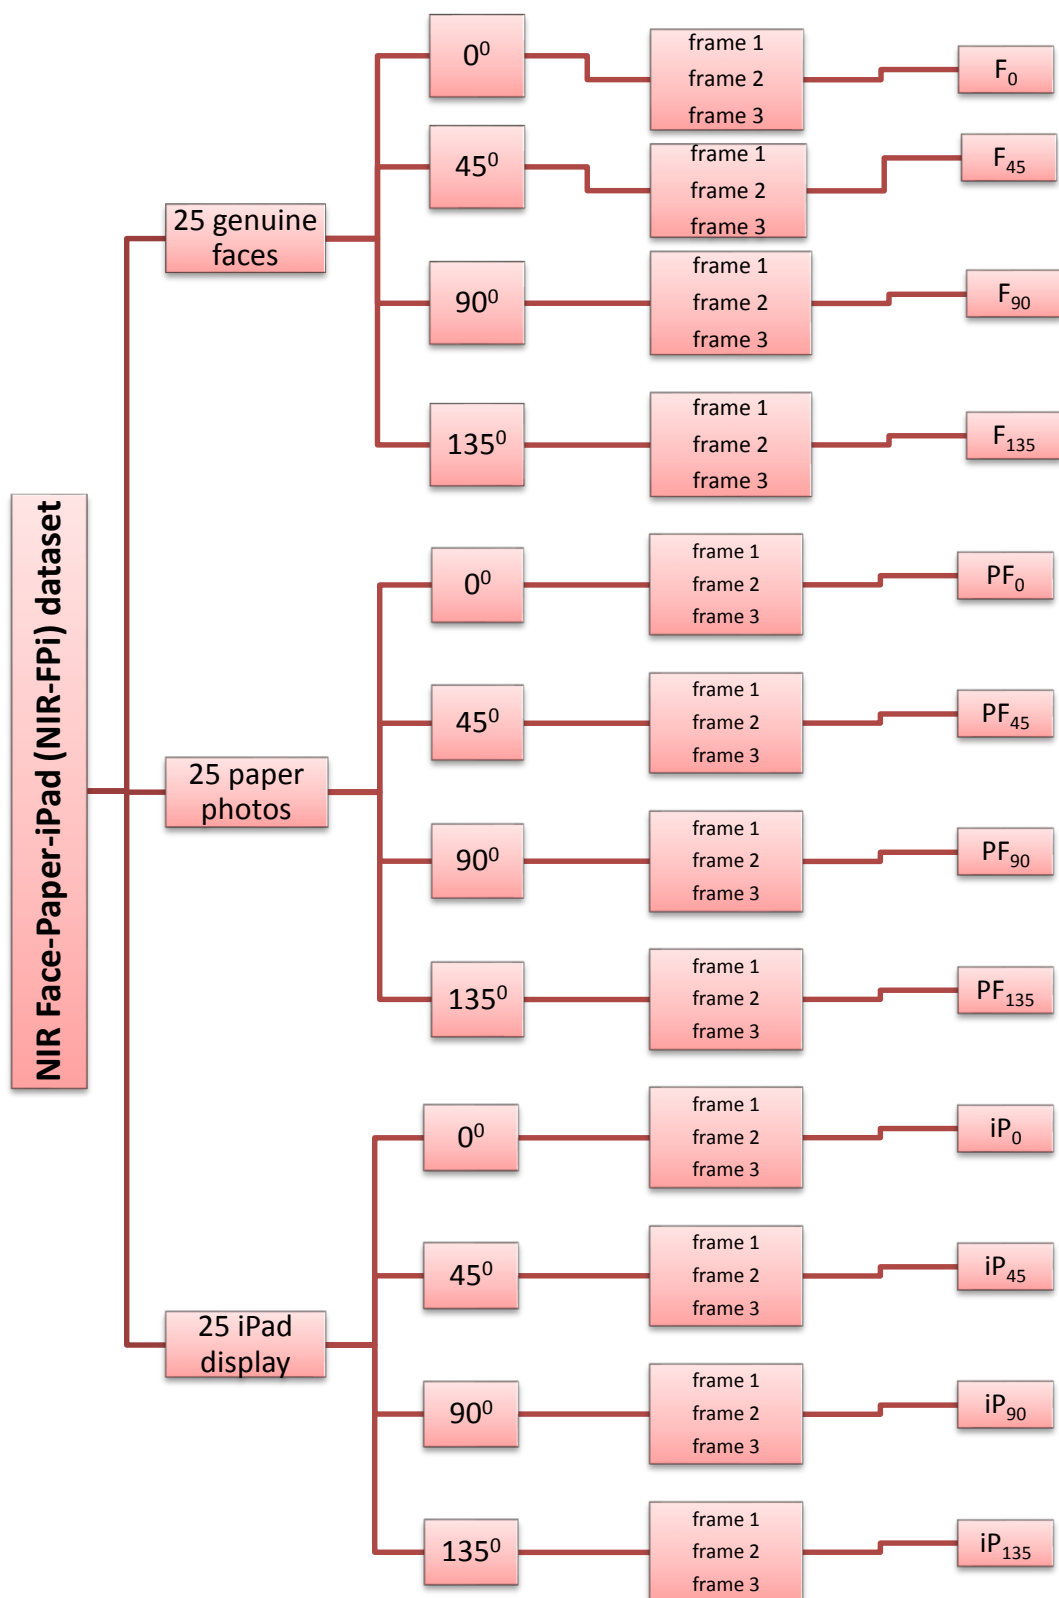 NIR Face-Paper-iPad (NIR-FPi) dataset
25 genuine
faces
0⁰
frame 1
frame 2
frame 3
F₀
45⁰
frame 1
frame 2
frame 3
F₄₅
90⁰
frame 1
frame 2
frame 3
F₉₀
135⁰
frame 1
frame 2
frame 3
F₁₃₅
25 paper
photos
0⁰
frame 1
frame 2
frame 3
PF₀
45⁰
frame 1
frame 2
frame 3
PF₄₅
90⁰
frame 1
frame 2
frame 3
PF₉₀
135⁰
frame 1
frame 2
frame 3
PF₁₃₅
25 iPad
display
0⁰
frame 1
frame 2
frame 3
iP₀
45⁰
frame 1
frame 2
frame 3
iP₄₅
90⁰
frame 1
frame 2
frame 3
iP₉₀
135⁰
frame 1
frame 2
frame 3
iP₁₃₅